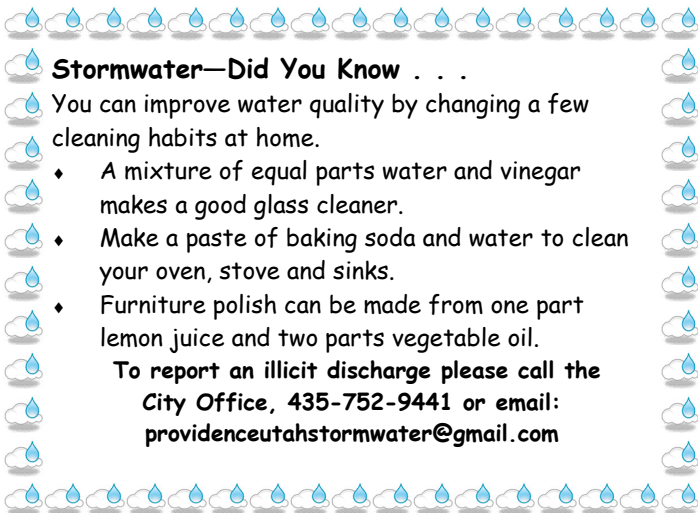 Stormwater—Did You Know . . .
You can improve water quality by changing a few
cleaning habits at home.
♦ A mixture of equal parts water and vinegar
makes a good glass cleaner.
♦ Make a paste of baking soda and water to clean
your oven, stove and sinks.
♦ Furniture polish can be made from one part
lemon juice and two parts vegetable oil.
To report an illicit discharge please call the
City Office, 435-752-9441 or email:
providenceutahstormwater@gmail.com